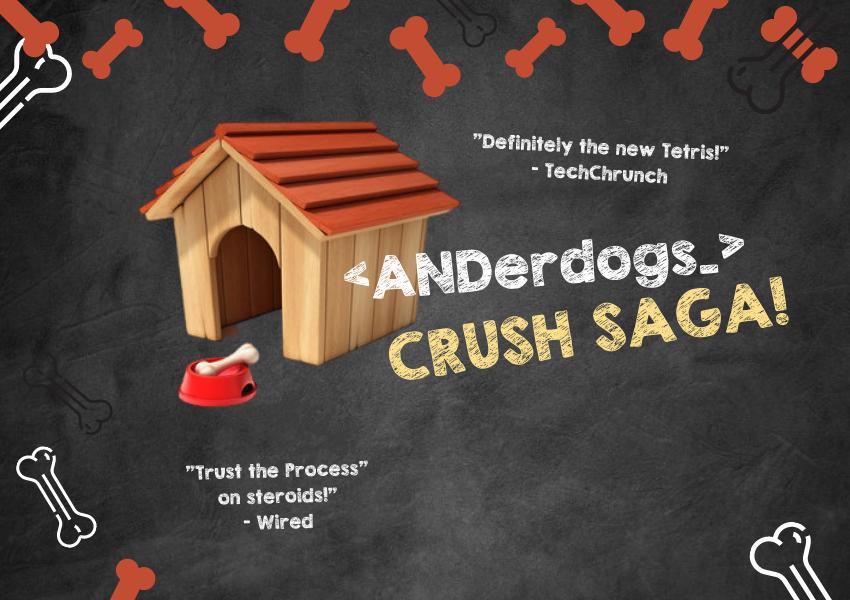 "Definitely the new Tetris!"
- TechChrunch
<ANDerdogs_>
CRUSH SAGA!
"Trust the Process"
on steroids!"
- Wired